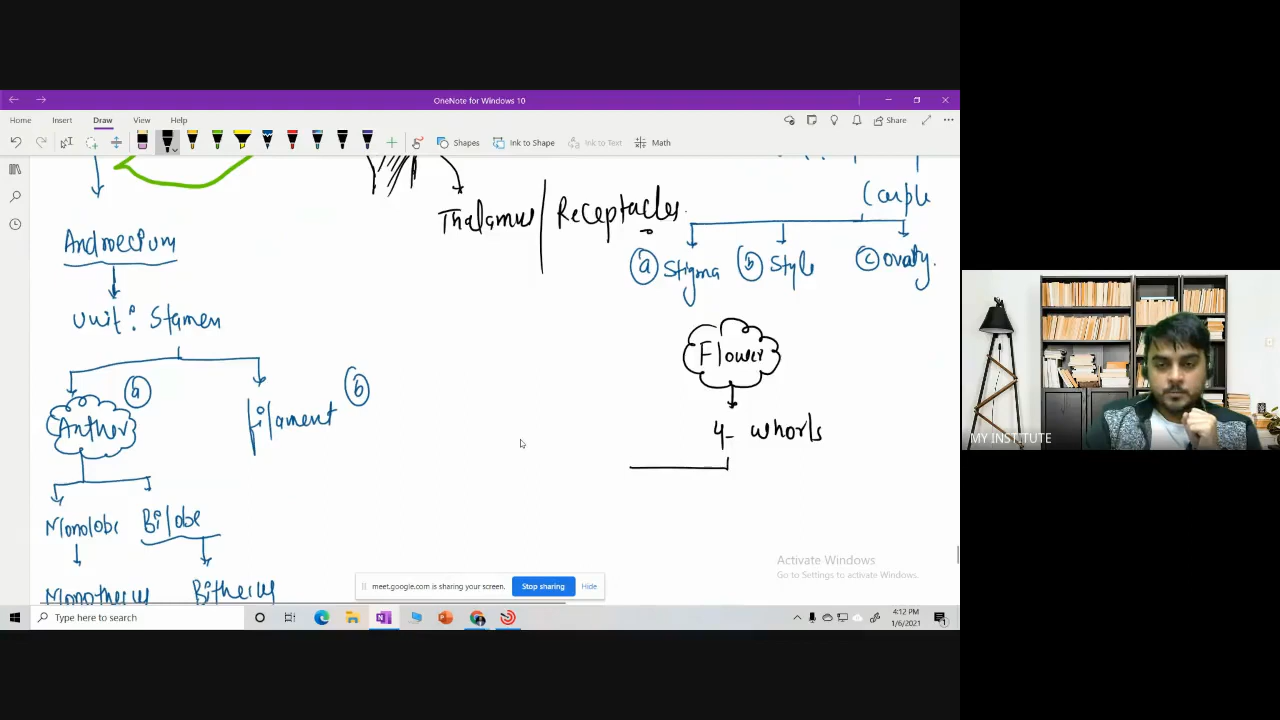 OneNote for Windows 10
Home Insert Draw View Help
Share
Shapes Ink to Shape Ink to Text Math
Thalamus Receptacles.
Carple
Androecium
a Stigma b Style c Ovary.
Unit: Stamen
Flower
a b
Anther filament
4- whorls
Monolobe Bilobe
Monothecus Bithecus
MY INSTITUTE
Activate Windows
Go to Settings to activate Windows.
meet.google.com is sharing your screen. Stop sharing Hide
Type here to search
4:12 PM
1/6/2021